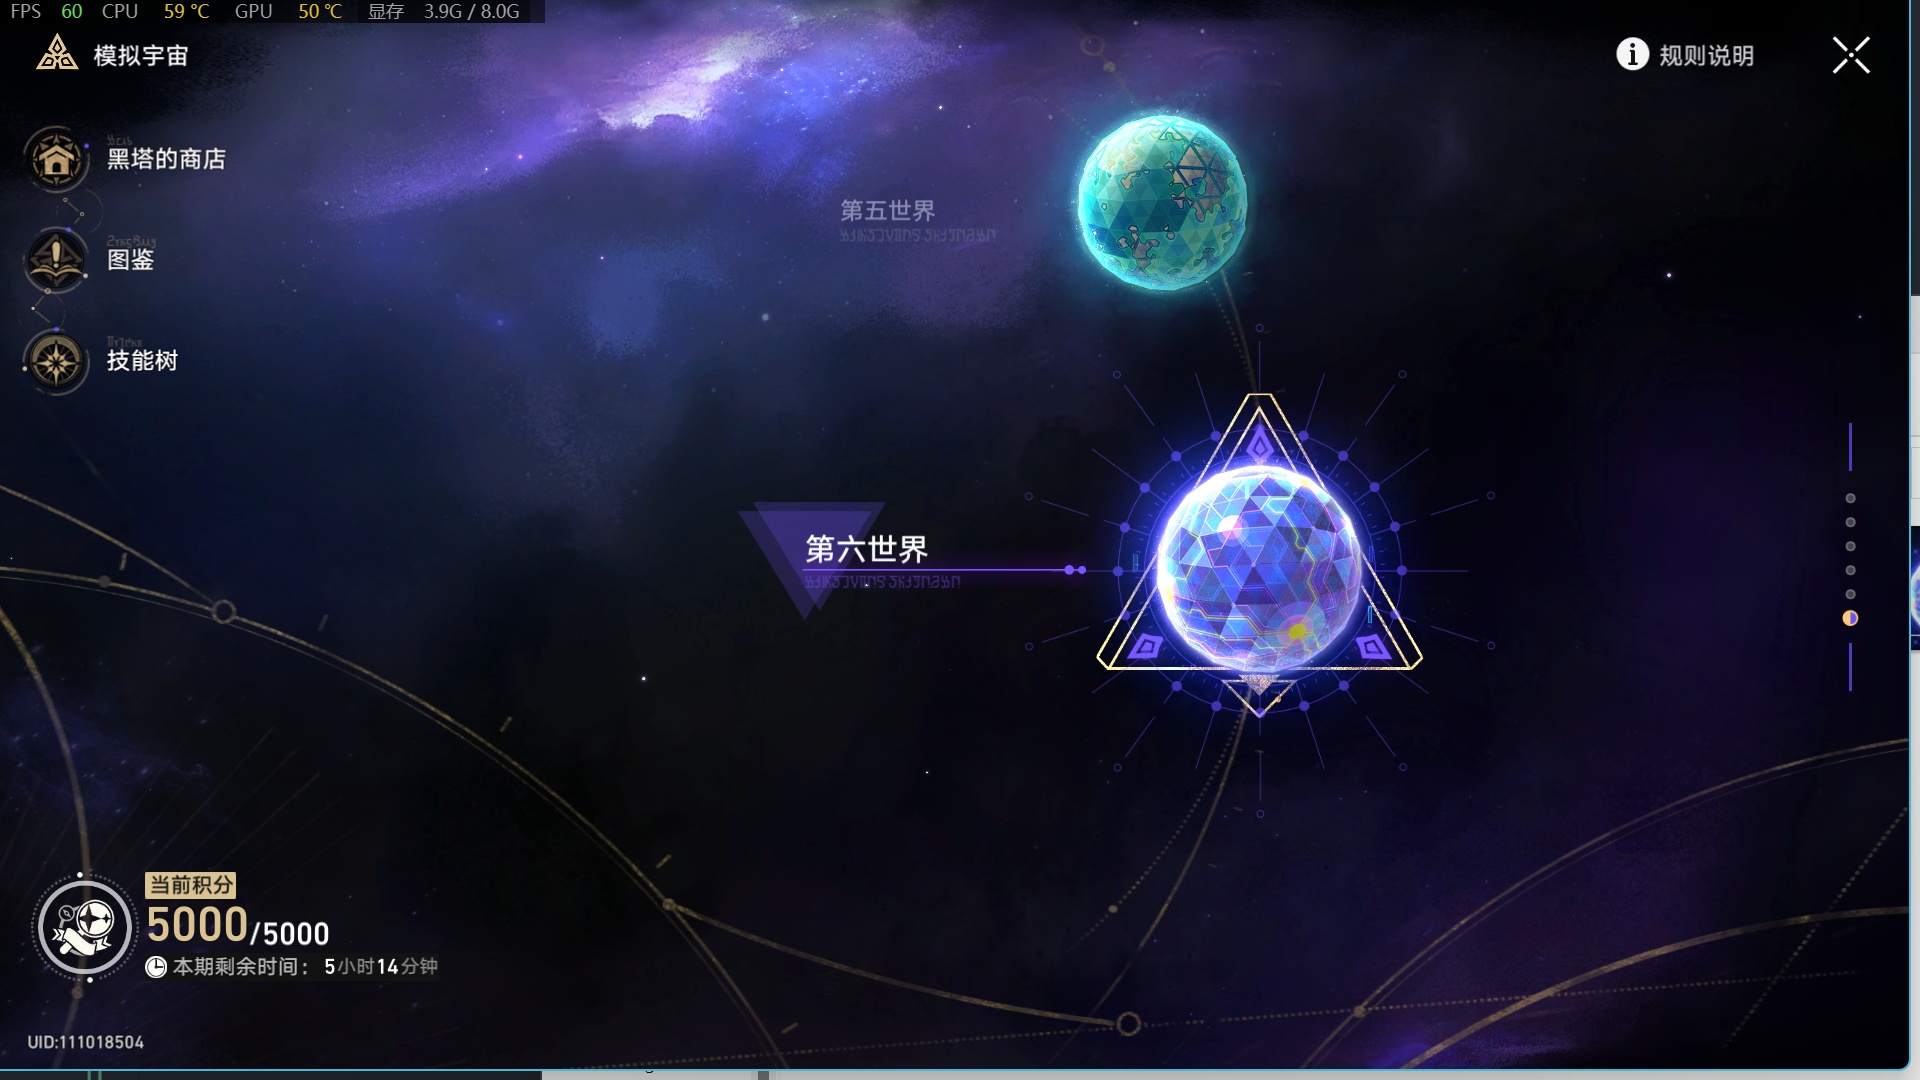 FPS 60 CPU 59 ℃ GPU 50 ℃ 显存 3.9G / 8.0G
模拟宇宙
规则说明
黑塔的商店
第五世界
图鉴
技能树
第六世界
当前积分
5000/5000
本期剩余时间: 5小时14分钟
UID:111018504